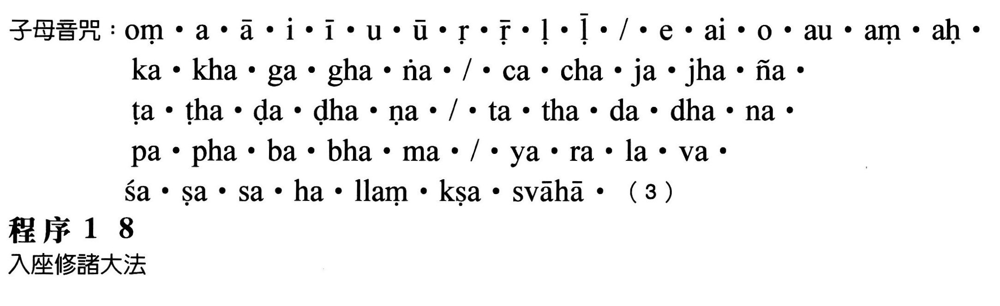 子母音咒：oṃ・a・ā・i・ī・u・ū・ṛ・ṝ・ḷ・ḹ・/・e・ai・o・au・aṃ・aḥ・
ka・kha・ga・gha・ṅa・/・ca・cha・ja・jha・ña・
ṭa・ṭha・ḍa・ḍha・ṇa・/・ta・tha・da・dha・na・
pa・pha・ba・bha・ma・/・ya・ra・la・va・
śa・ṣa・sa・ha・llaṃ・kṣa・svāhā・（3）
程序1 8
入座修諸大法